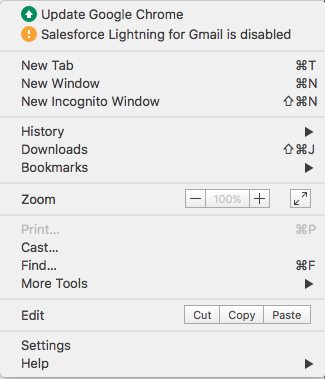 Update Google Chrome
Salesforce Lightning for Gmail is disabled
New Tab ⌘T
New Window ⌘N
New Incognito Window ⇧⌘N
History ▶
Downloads ⇧⌘J
Bookmarks ▶
Zoom − 100% +
Print... ⌘P
Cast...
Find... ⌘F
More Tools ▶
Edit Cut Copy Paste
Settings
Help ▶